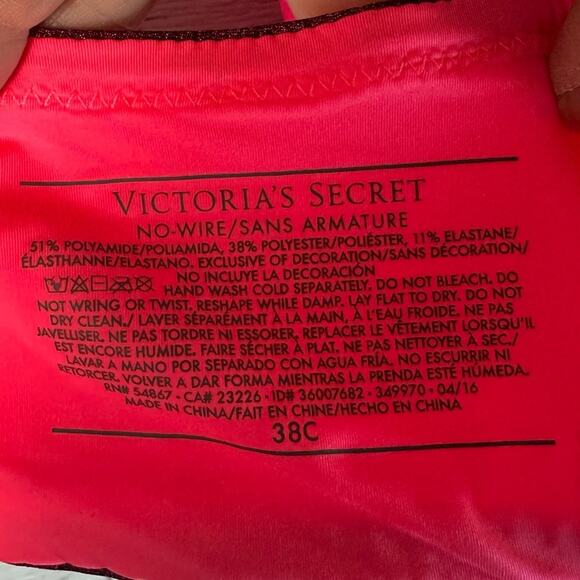 VICTORIA'S SECRET
NO-WIRE/SANS ARMATURE
51% POLYAMIDE/POLIAMIDA, 38% POLYESTER/POLIÉSTER, 11% ELASTANE/
ÉLASTHANNE/ELASTANO. EXCLUSIVE OF DECORATION/SANS DÉCORATION/
NO INCLUYE LA DECORACIÓN
HAND WASH COLD SEPARATELY. DO NOT BLEACH. DO
NOT WRING OR TWIST. RESHAPE WHILE DAMP. LAY FLAT TO DRY. DO NOT
DRY CLEAN./ LAVER SÉPARÉMENT À LA MAIN, À L'EAU FROIDE. NE PAS
JAVELLISER. NE PAS TORDRE NI ESSORER. REPLACER LE VÊTEMENT LORSQU'IL
EST ENCORE HUMIDE. FAIRE SÉCHER À PLAT. NE PAS NETTOYER À SEC./
LAVAR A MANO POR SEPARADO CON AGUA FRÍA. NO ESCURRIR NI
RETORCER. VOLVER A DAR FORMA MIENTRAS LA PRENDA ESTÉ HÚMEDA.
RN# 54867 - CA# 23226 - ID# 36007682 - 349970 - 04/16
MADE IN CHINA/FAIT EN CHINE/HECHO EN CHINA
38C